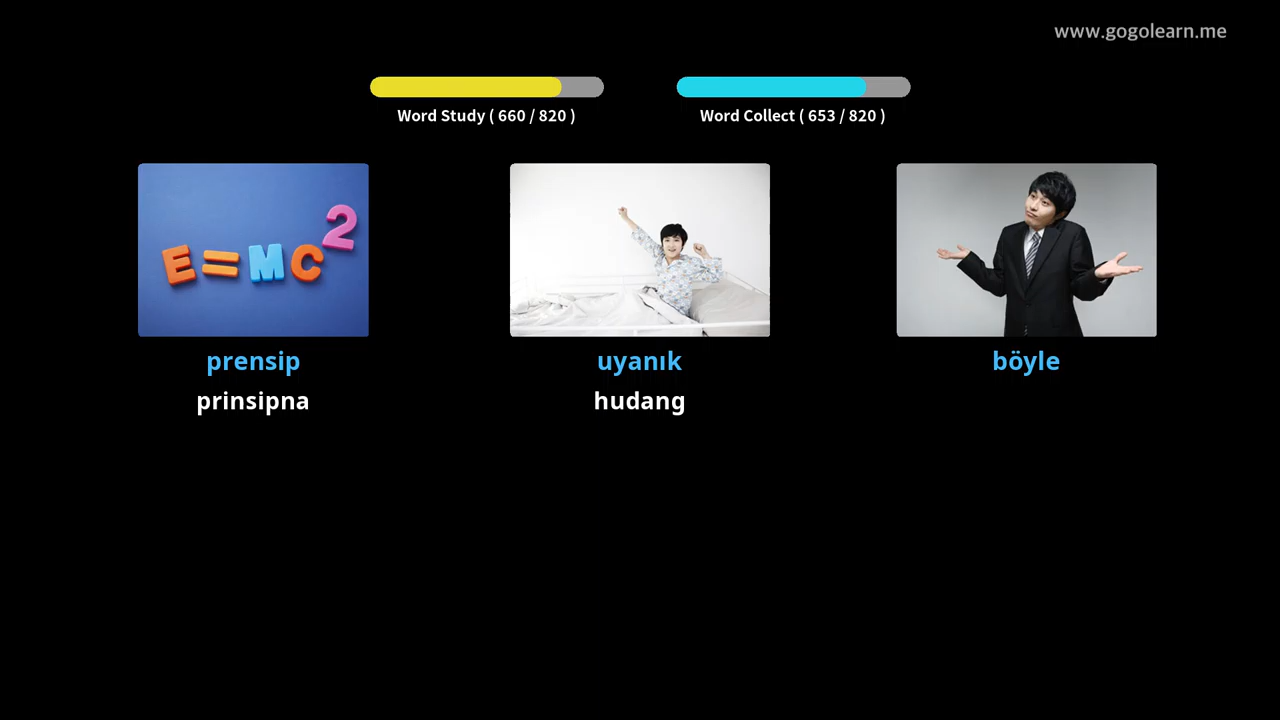 www.gogolearn.me
Word Study ( 660 / 820 )
Word Collect ( 653 / 820 )
E=MC2
prensip
uyanık
böyle
prinsipna
hudang